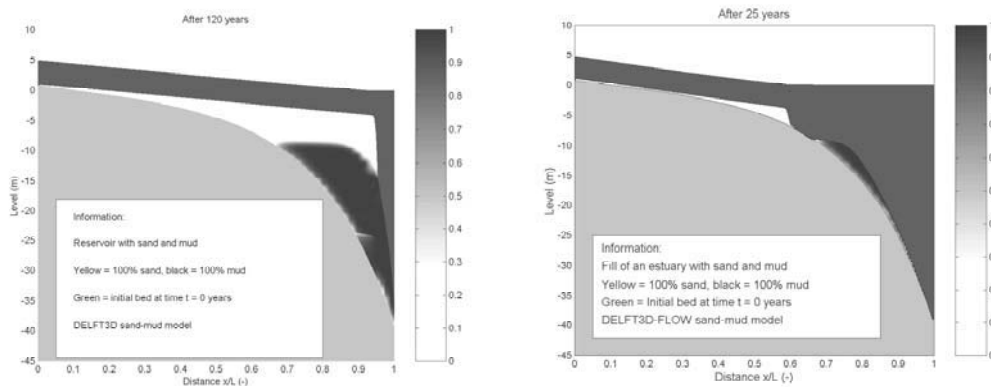 After 120 years
10
5
0
-5
-10
-15
-20
-25
-30
-35
-40
-45
Level (m)
Information:
Reservoir with sand and mud
Yellow = 100% sand, black = 100% mud
Green = initial bed at time t = 0 years
DELFT3D sand-mud model
0 0.1 0.2 0.3 0.4 0.5 0.6 0.7 0.8 0.9 1
Distance x/L (-)
1
0.9
0.8
0.7
0.6
0.5
0.4
0.3
0.2
0.1
0
After 25 years
10
5
0
-5
-10
-15
-20
-25
-30
-35
-40
-45
Level (m)
Information:
Fill of an estuary with sand and mud
Yellow = 100% sand, black = 100% mud
Green = Initial bed at time t = 0 years
DELFT3D-FLOW sand-mud model
0 0.1 0.2 0.3 0.4 0.5 0.6 0.7 0.8 0.9 1
Distance x/L (-)